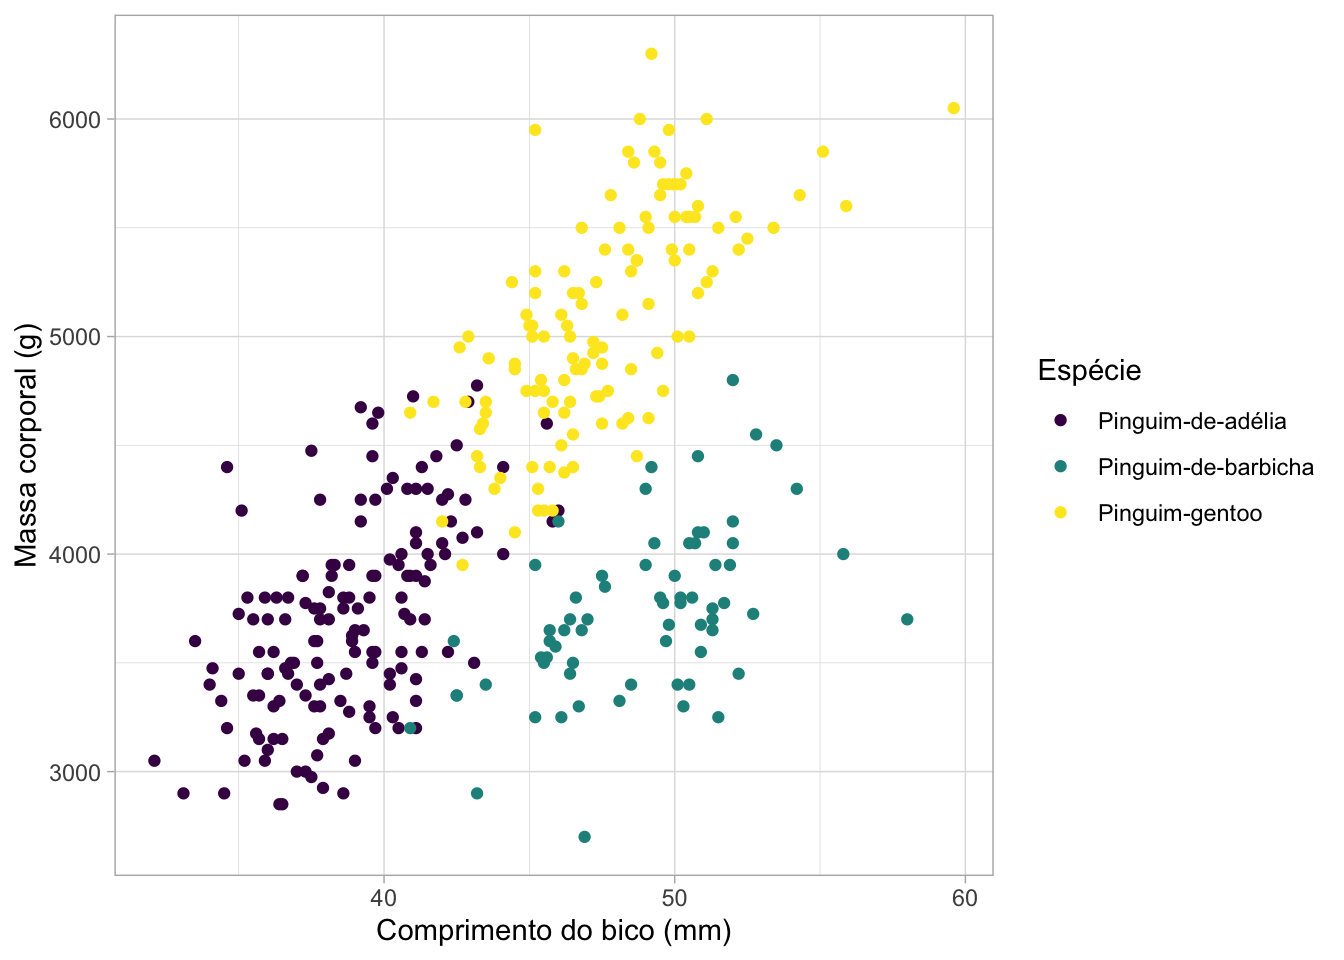 6000
5000
4000
3000
Massa corporal (g)
40
50
60
Comprimento do bico (mm)
Espécie
Pinguim-de-adélia
Pinguim-de-barbicha
Pinguim-gentoo